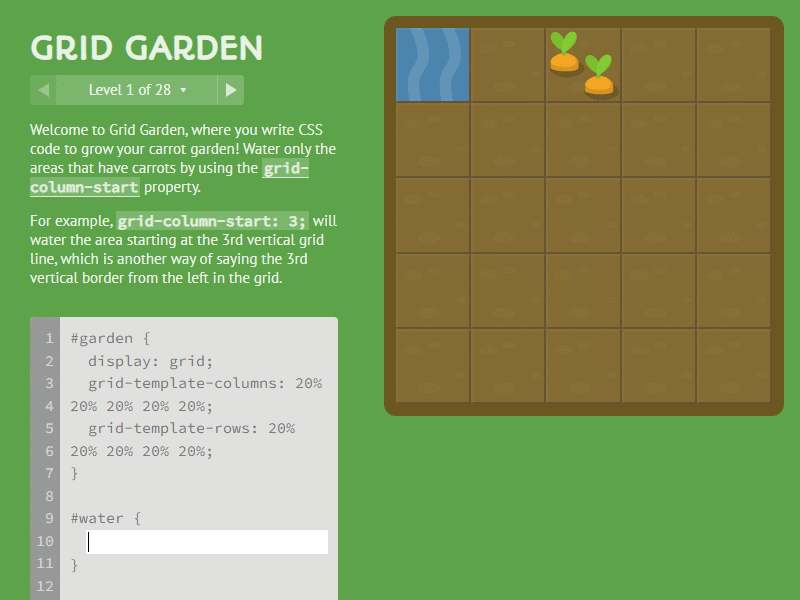 GRID GARDEN
Level 1 of 28
Welcome to Grid Garden, where you write CSS
code to grow your carrot garden! Water only the
areas that have carrots by using the grid-
column-start property.
For example, grid-column-start: 3; will
water the area starting at the 3rd vertical grid
line, which is another way of saying the 3rd
vertical border from the left in the grid.
1 #garden {
2 display: grid;
3 grid-template-columns: 20%
4 20% 20% 20% 20%;
5 grid-template-rows: 20%
6 20% 20% 20% 20%;
7 }
8
9 #water {
10
11 }
12